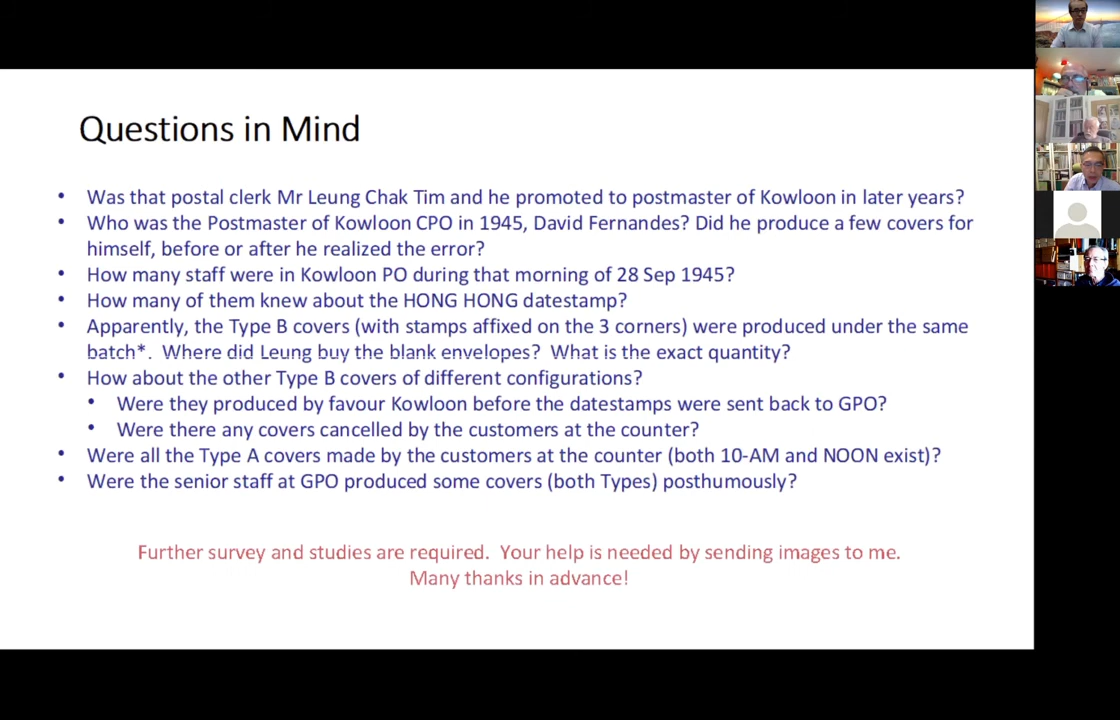 Questions in Mind
• Was that postal clerk Mr Leung Chak Tim and he promoted to postmaster of Kowloon in later years?
• Who was the Postmaster of Kowloon CPO in 1945, David Fernandes? Did he produce a few covers for
himself, before or after he realized the error?
• How many staff were in Kowloon PO during that morning of 28 Sep 1945?
• How many of them knew about the HONG HONG datestamp?
• Apparently, the Type B covers (with stamps affixed on the 3 corners) were produced under the same
batch*. Where did Leung buy the blank envelopes? What is the exact quantity?
• How about the other Type B covers of different configurations?
• Were they produced by favour Kowloon before the datestamps were sent back to GPO?
• Were there any covers cancelled by the customers at the counter?
• Were all the Type A covers made by the customers at the counter (both 10-AM and NOON exist)?
• Were the senior staff at GPO produced some covers (both Types) posthumously?
Further survey and studies are required. Your help is needed by sending images to me.
Many thanks in advance!